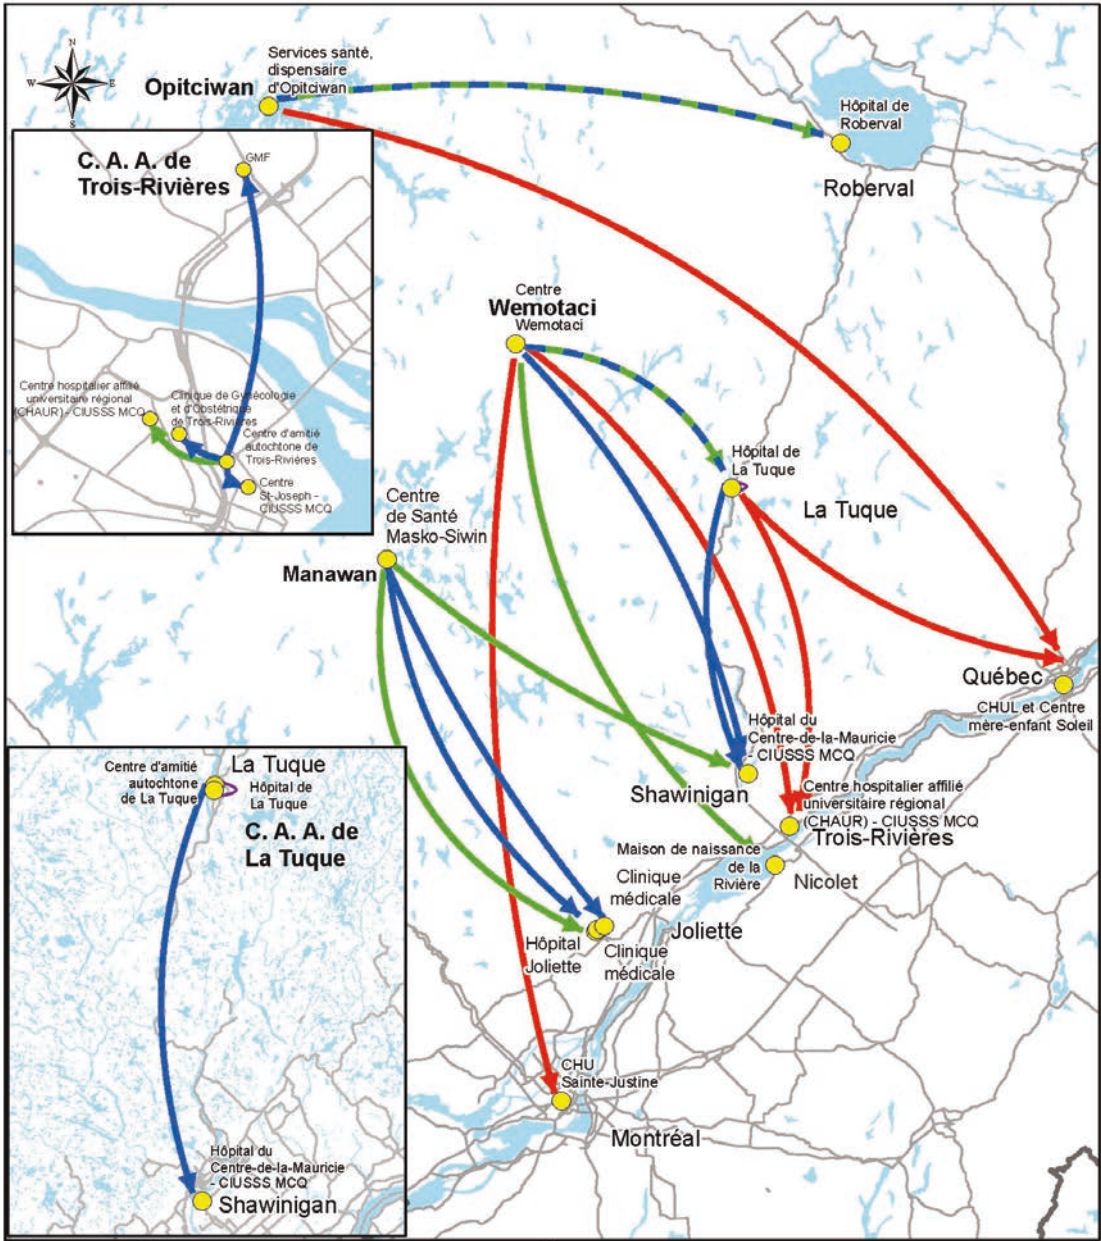 Services santé,
dispensaire
d'Opitciwan
Opitciwan
N
W
E
S
Hôpital de
Roberval
Roberval
C. A. A. de
Trois-Rivières
GMF
Centre hospitalier affilié
universitaire régional
(CHAUR) - CIUSSS MCQ
Clinique de Gynécologie
et d'Obstétrique
de Trois-Rivières
Centre d'amitié
autochtone de
Trois-Rivières
Centre
St-Joseph -
CIUSSS MCQ
Centre
Wemotaci
Wemotaci
Hôpital de
La Tuque
La Tuque
Centre
de Santé
Masko-Siwin
Manawan
Québec
CHUL et Centre
mère-enfant Soleil
Hôpital du
Centre-de-la-Mauricie
- CIUSSS MCQ
Shawinigan
Centre hospitalier affilié
universitaire régional
(CHAUR) - CIUSSS MCQ
Trois-Rivières
Maison de naissance
de la
Rivière
Nicolet
Clinique
médicale
Joliette
Hôpital
Joliette
Clinique
médicale
CHU
Sainte-Justine
Montréal
La Tuque
Centre d'amitié
autochtone
de La Tuque
Hôpital de
La Tuque
C. A. A. de
La Tuque
Hôpital du
Centre-de-la-Mauricie
- CIUSSS MCQ
Shawinigan